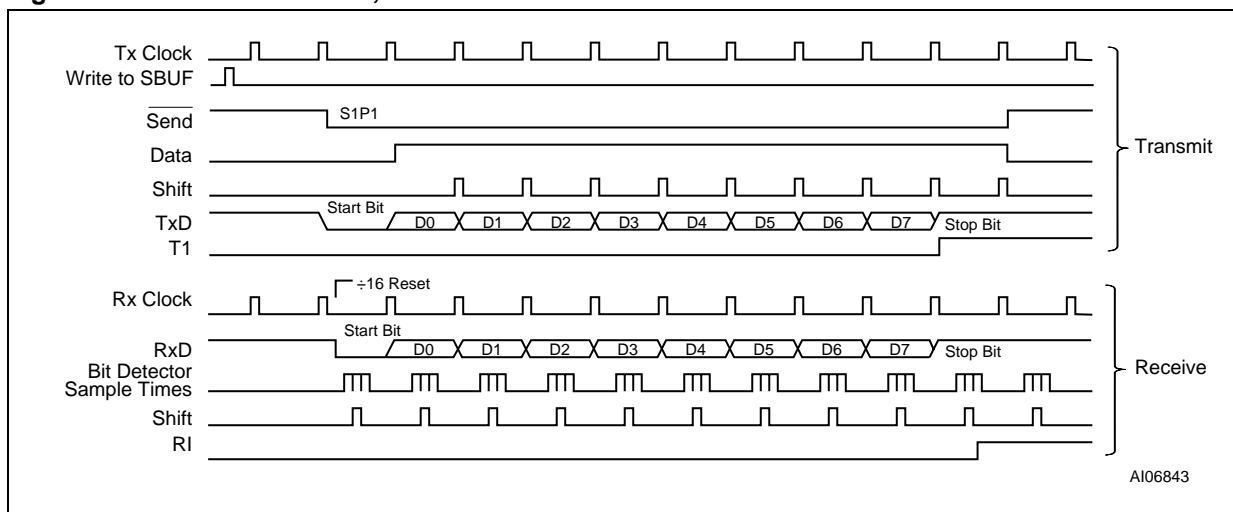 Tx Clock
Write to SBUF
Send
S1P1
Data
Shift
Start Bit
TxD
D0 D1 D2 D3 D4 D5 D6 D7
Stop Bit
T1
Transmit
÷16 Reset
Rx Clock
Start Bit
RxD
D0 D1 D2 D3 D4 D5 D6 D7
Stop Bit
Bit Detector
Sample Times
Shift
RI
Receive
AI06843